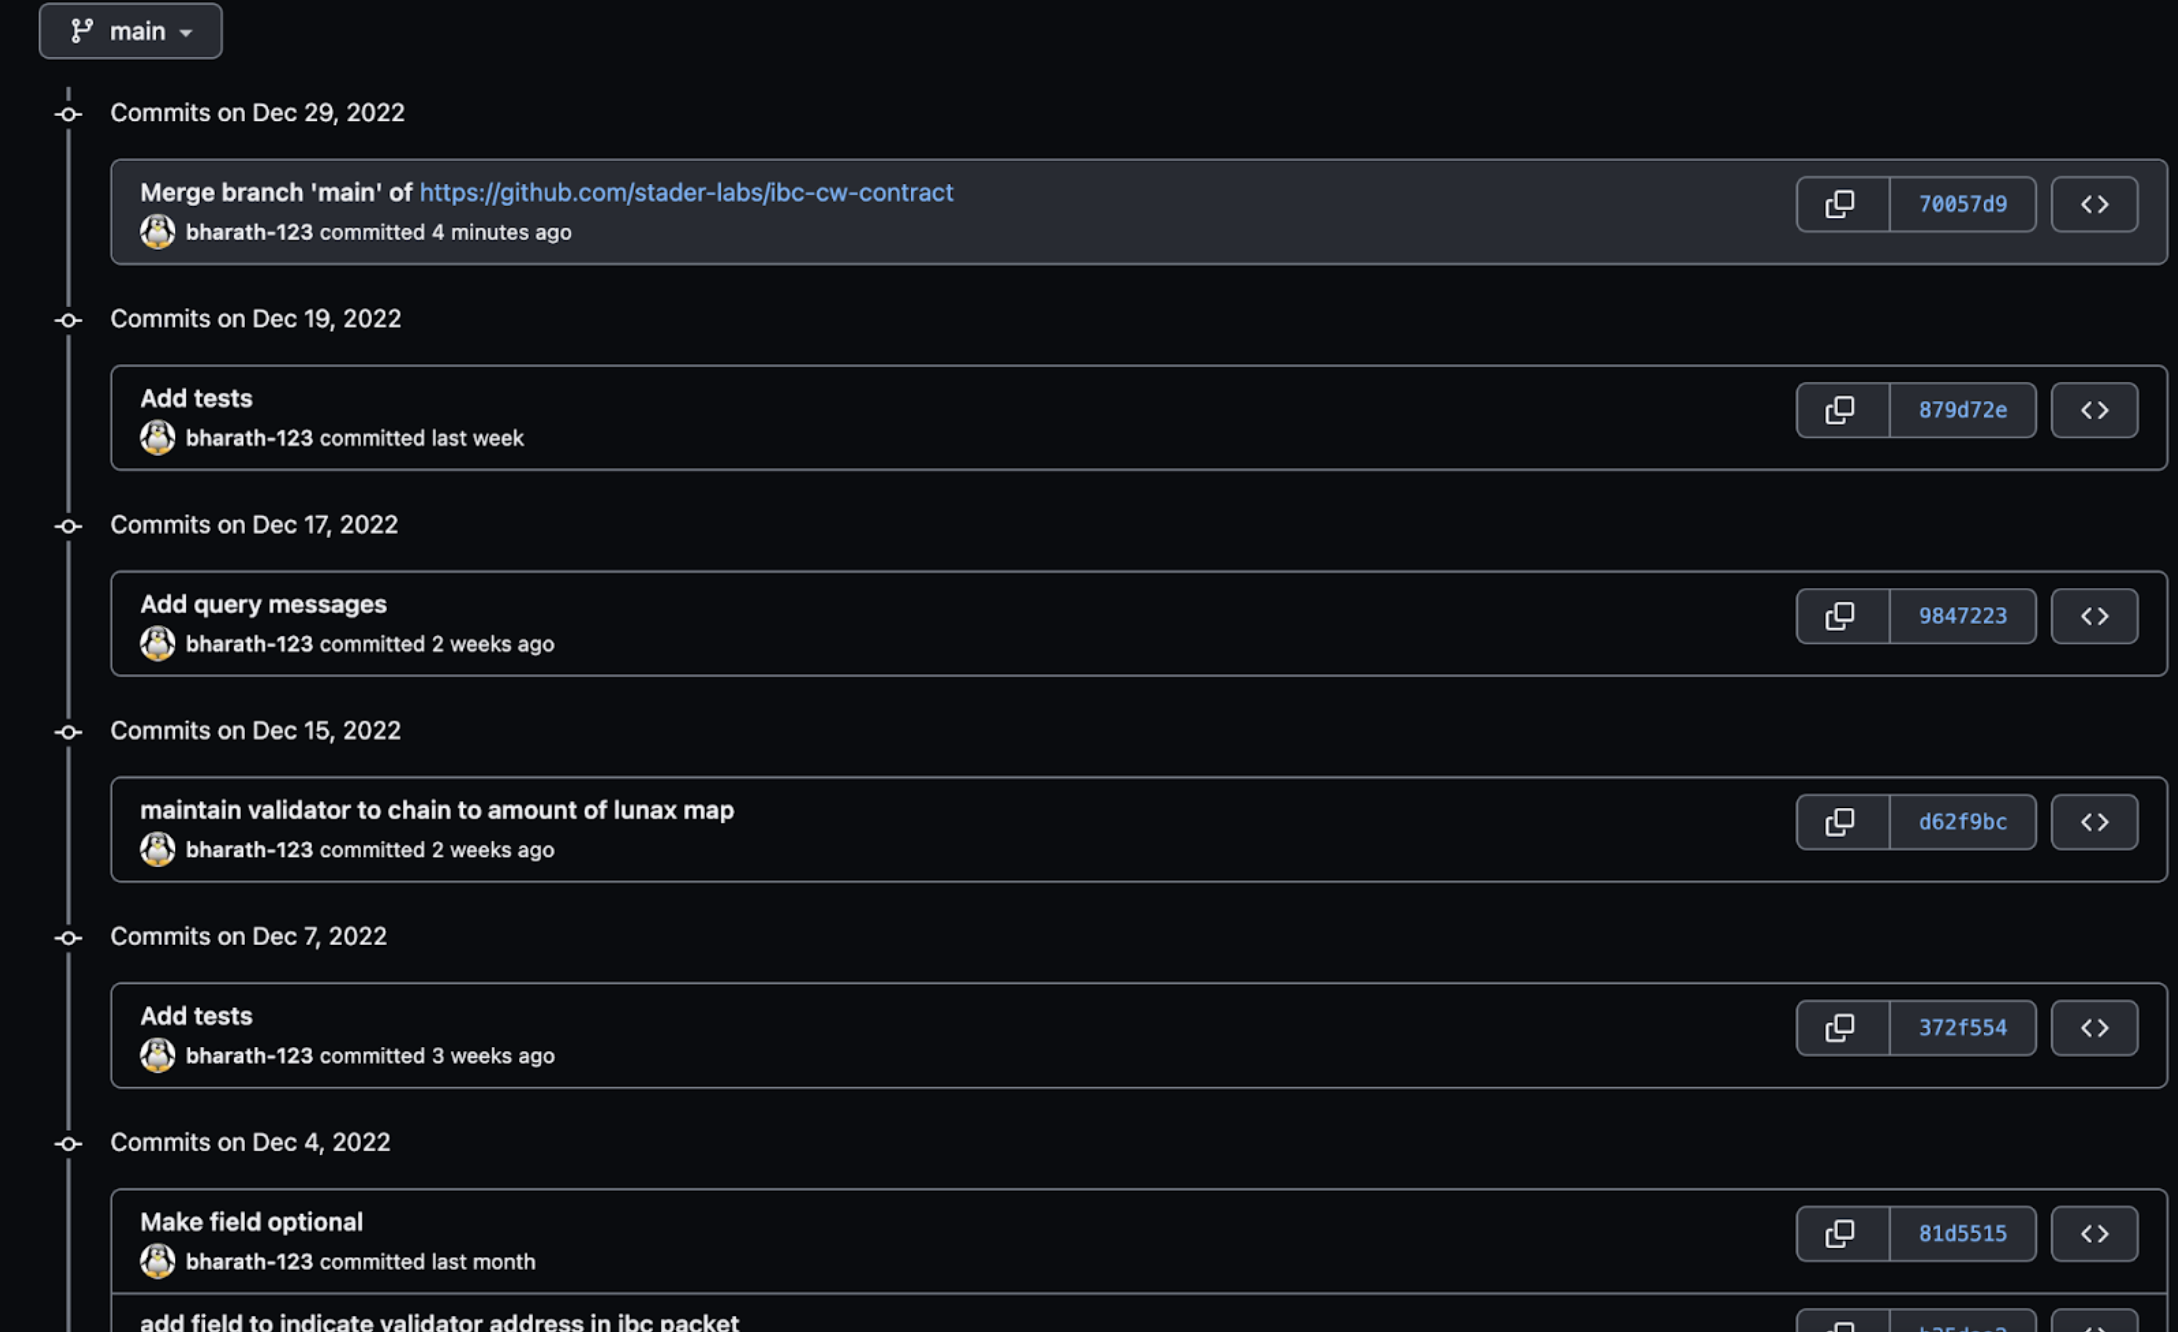 main
Commits on Dec 29, 2022
Merge branch 'main' of https://github.com/stader-labs/ibc-cw-contract
70057d9
bharath-123 committed 4 minutes ago
Commits on Dec 19, 2022
Add tests
879d72e
bharath-123 committed last week
Commits on Dec 17, 2022
Add query messages
9847223
bharath-123 committed 2 weeks ago
Commits on Dec 15, 2022
maintain validator to chain to amount of lunax map
d62f9bc
bharath-123 committed 2 weeks ago
Commits on Dec 7, 2022
Add tests
372f554
bharath-123 committed 3 weeks ago
Commits on Dec 4, 2022
Make field optional
81d5515
bharath-123 committed last month
add field to indicate validator address in ibc packet